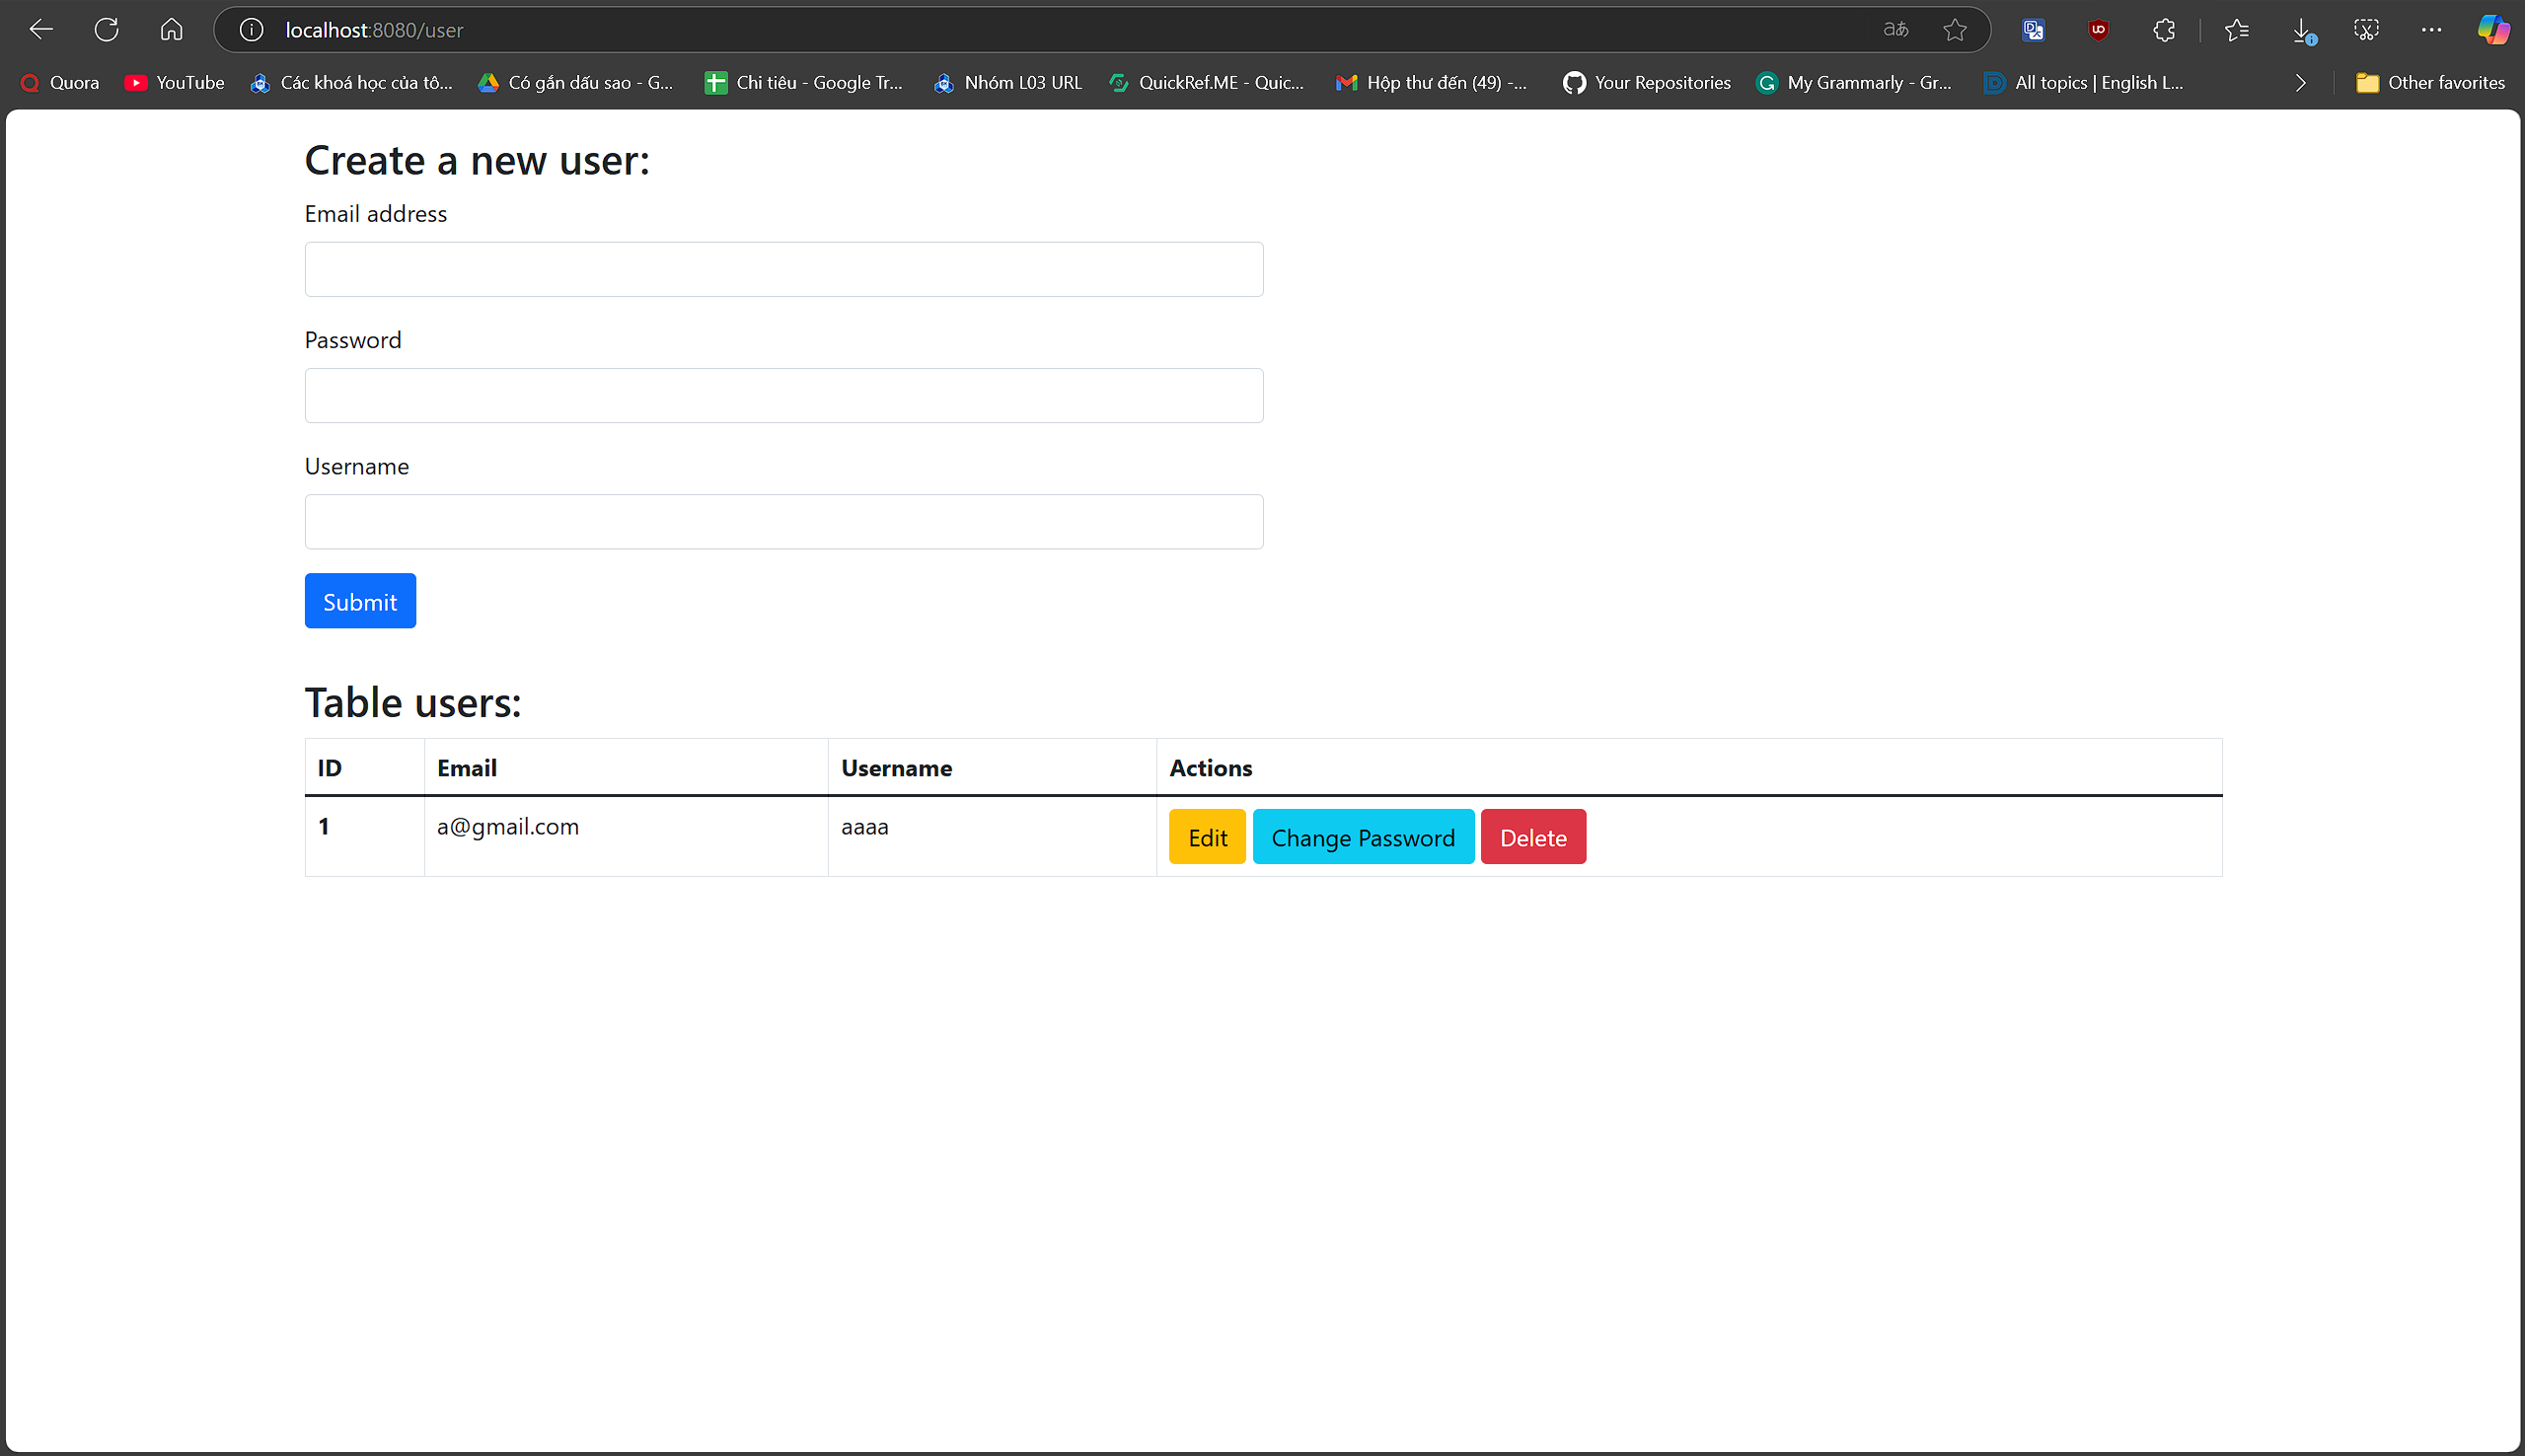 localhost:8080/user
Quora YouTube Các khoá học của tô... Có gắn dấu sao - G... Chi tiêu - Google Tr... Nhóm L03 URL QuickRef.ME - Quic... Hộp thư đến (49) -... Your Repositories My Grammarly - Gr... All topics | English L... Other favorites
Create a new user:
Email address
Password
Username
Submit
Table users:
ID Email Username Actions
1 a@gmail.com aaaa Edit Change Password Delete